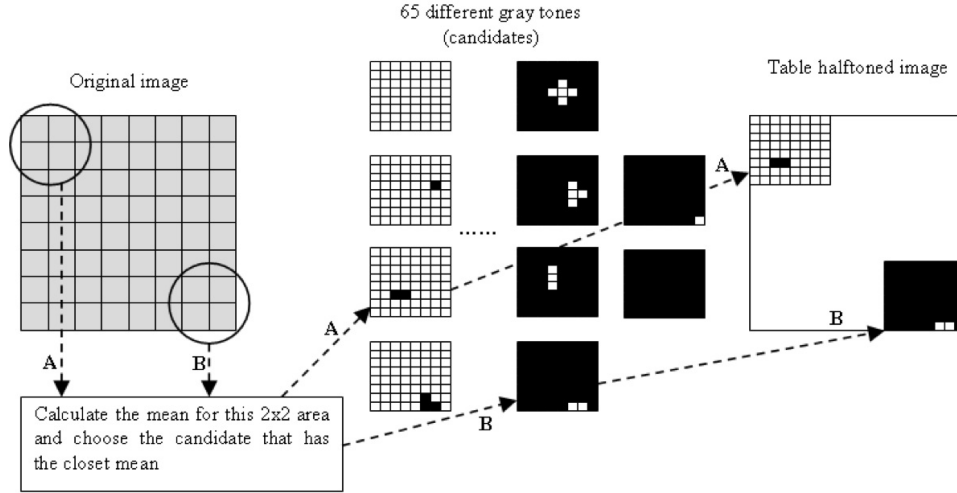 65 different gray tones
(candidates)
Original image
Table halftoned image
A
......
A
A
B
B
B
Calculate the mean for this 2x2 area
and choose the candidate that has
the closet mean